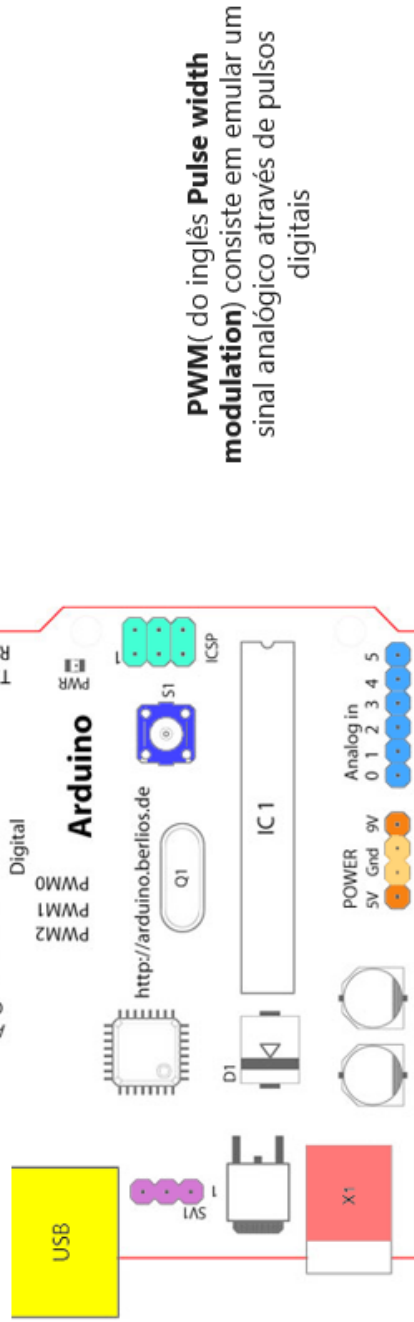 PWM( do inglês Pulse width
modulation) consiste em emular um
sinal analógico através de pulsos
digitais
Digital
PWM2 PWM1 PWM0
PWR
Arduino
http://arduino.berlios.de
USB
SV1
1
Q1
S1
1
ICSP
D1
IC1
X1
POWER
5V Gnd 9V
Analog in
0 1 2 3 4 5